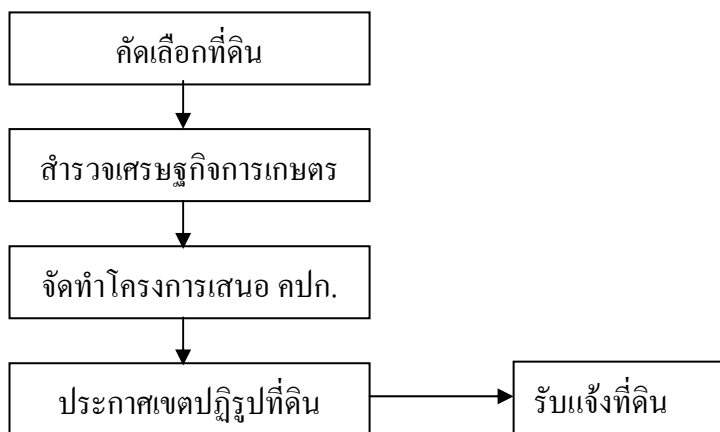 คัดเลือกที่ดิน
สำรวจเศรษฐกิจการเกษตร
จัดทำโครงการเสนอ คปก.
ประกาศเขตปฏิรูปที่ดิน
รับแจ้งที่ดิน